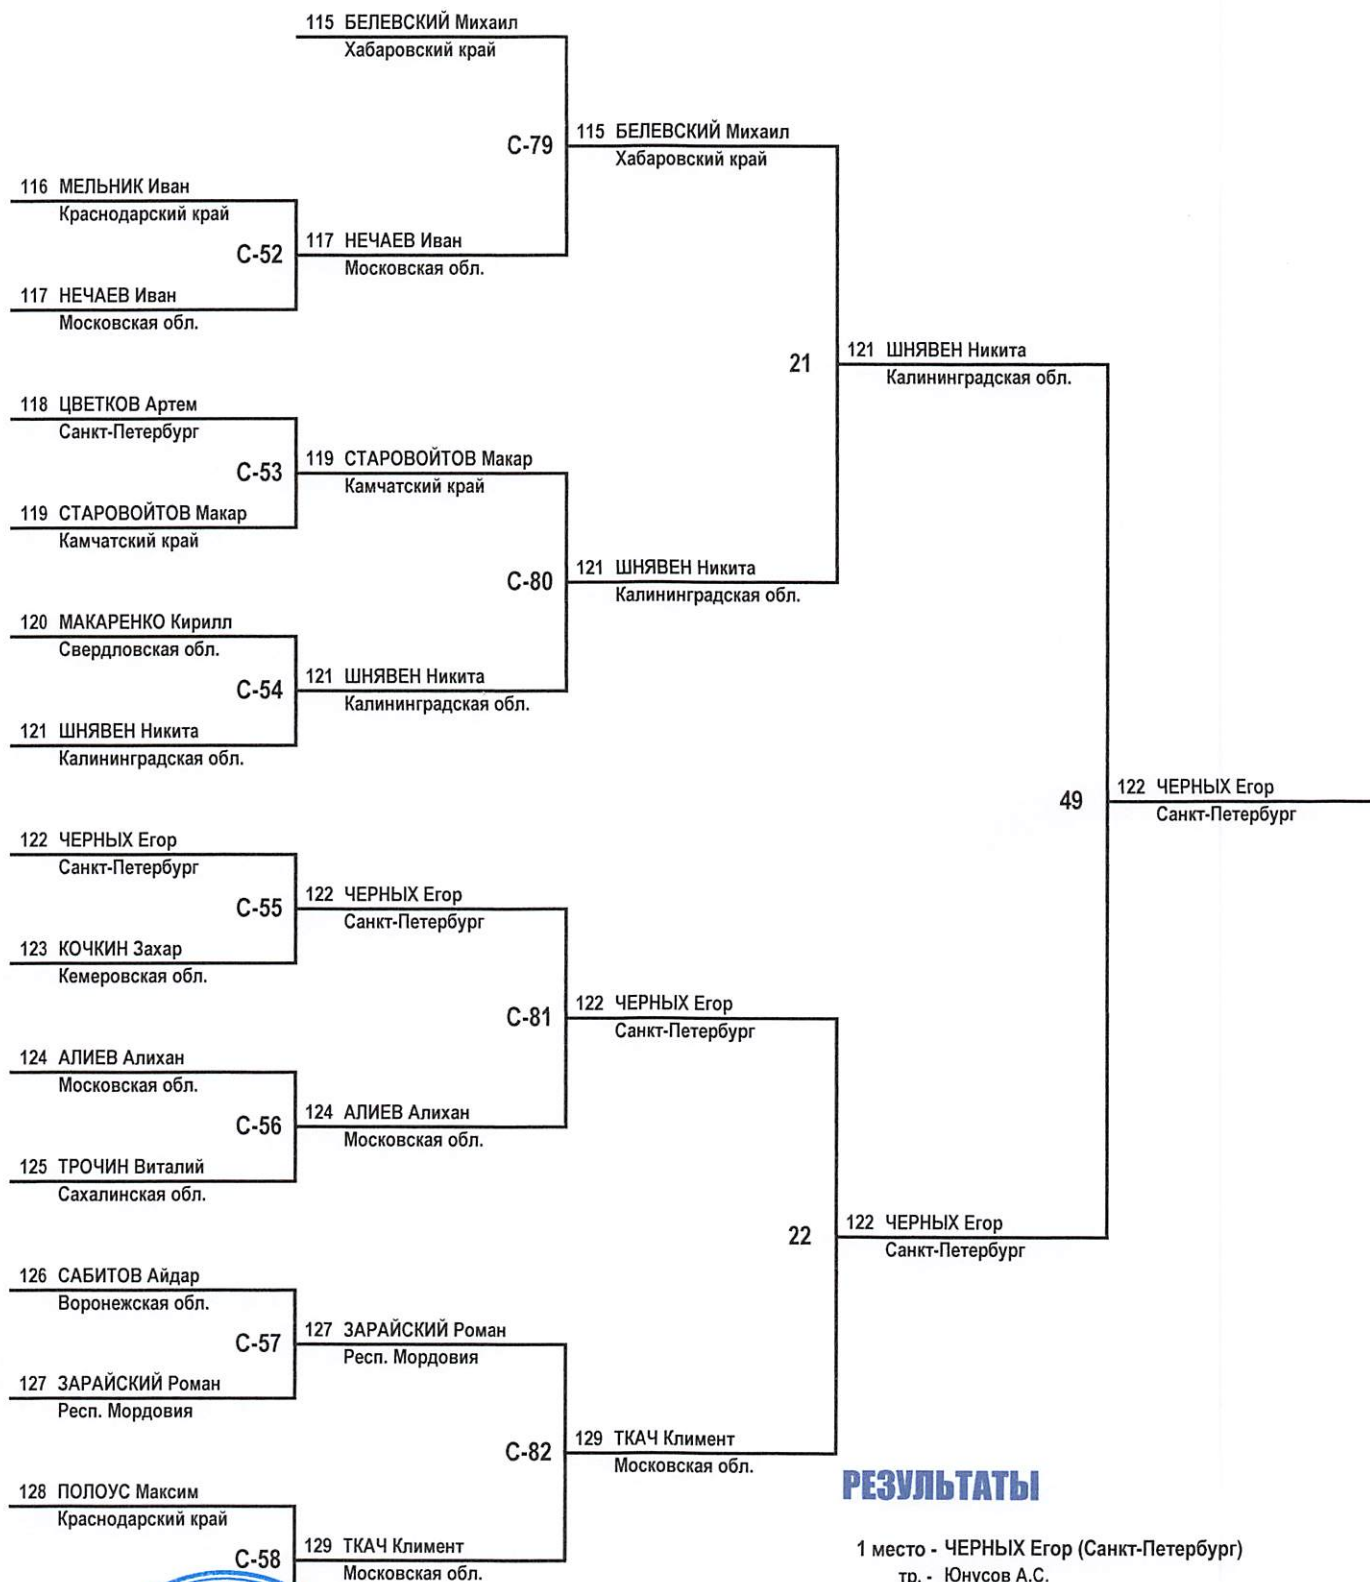 115 БЕЛЕВСКИЙ Михаил
Хабаровский край
С-79
115 БЕЛЕВСКИЙ Михаил
Хабаровский край
116 МЕЛЬНИК Иван
Краснодарский край
С-52
117 НЕЧАЕВ Иван
Московская обл.
117 НЕЧАЕВ Иван
Московская обл.
21
121 ШНЯВЕН Никита
Калининградская обл.
118 ЦВЕТКОВ Артем
Санкт-Петербург
С-53
119 СТАРОВОЙТОВ Макар
Камчатский край
119 СТАРОВОЙТОВ Макар
Камчатский край
С-80
121 ШНЯВЕН Никита
Калининградская обл.
120 МАКАРЕНКО Кирилл
Свердловская обл.
С-54
121 ШНЯВЕН Никита
Калининградская обл.
121 ШНЯВЕН Никита
Калининградская обл.
49
122 ЧЕРНЫХ Егор
Санкт-Петербург
122 ЧЕРНЫХ Егор
Санкт-Петербург
С-55
122 ЧЕРНЫХ Егор
Санкт-Петербург
123 КОЧКИН Захар
Кемеровская обл.
С-81
122 ЧЕРНЫХ Егор
Санкт-Петербург
124 АЛИЕВ Алихан
Московская обл.
С-56
124 АЛИЕВ Алихан
Московская обл.
125 ТРОЧИН Виталий
Сахалинская обл.
22
122 ЧЕРНЫХ Егор
Санкт-Петербург
126 САБИТОВ Айдар
Воронежская обл.
С-57
127 ЗАРАЙСКИЙ Роман
Респ. Мордовия
127 ЗАРАЙСКИЙ Роман
Респ. Мордовия
С-82
129 ТКАЧ Климент
Московская обл.
128 ПОЛОУС Максим
Краснодарский край
С-58
129 ТКАЧ Климент
Московская обл.
РЕЗУЛЬТАТЫ
1 место - ЧЕРНЫХ Егор (Санкт-Петербург)
тр. - Юнусов А.С.